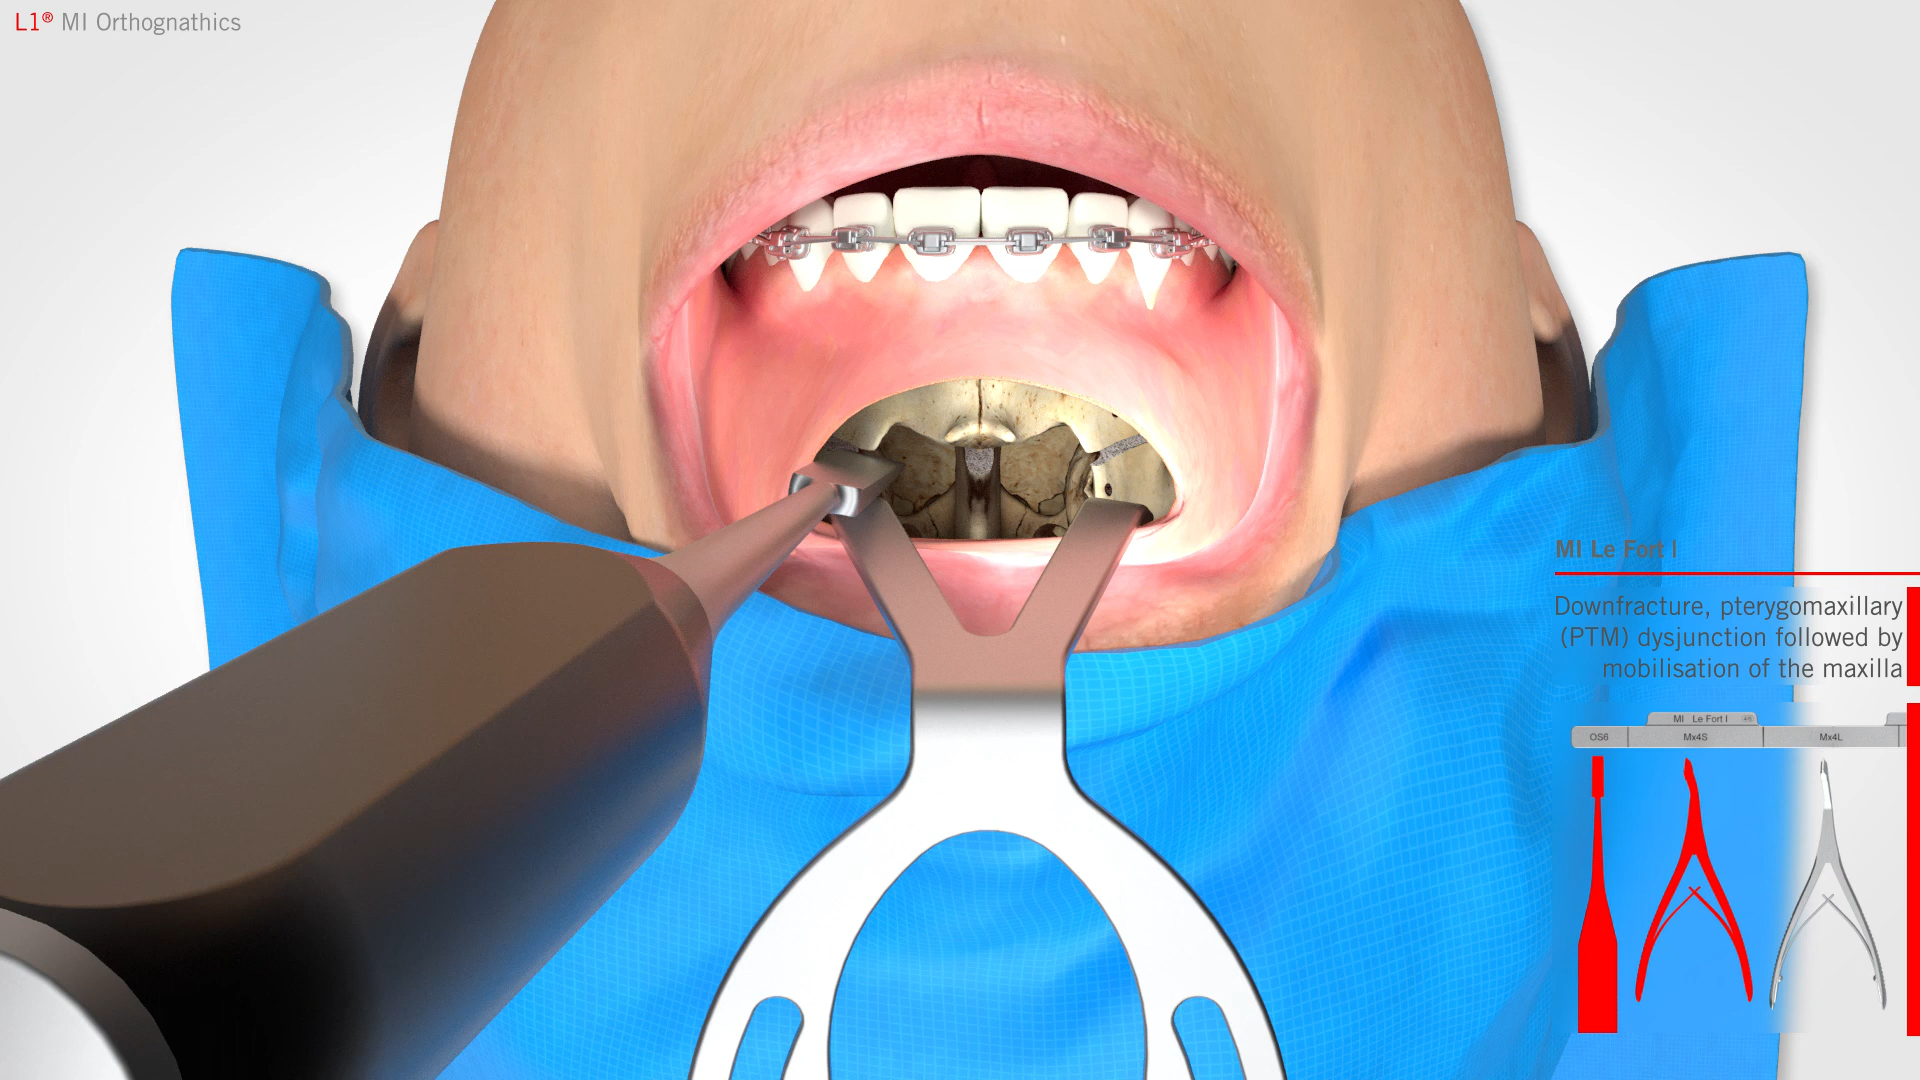 L1® MI Orthognathics
MI Le Fort I
Downfracture, pterygomaxillary
(PTM) dysjunction followed by
mobilisation of the maxilla
MI Le Fort I
OS6 Mx4S Mx4L